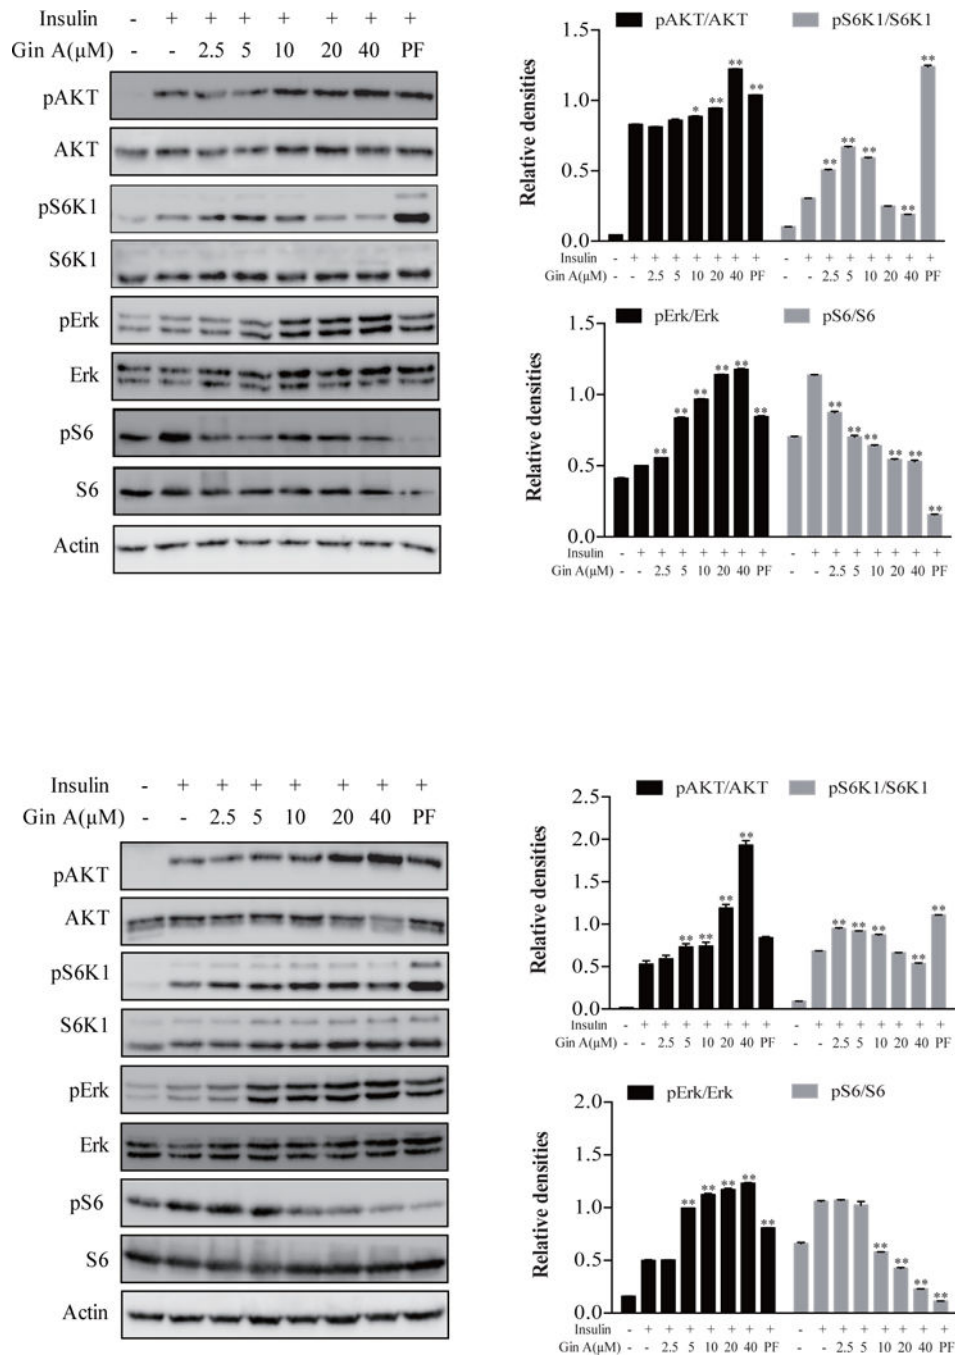 Insulin - + + + + + + +
Gin A(μM) - - 2.5 5 10 20 40 PF
pAKT
AKT
pS6K1
S6K1
pErk
Erk
pS6
S6
Actin
pAKT/AKT pS6K1/S6K1
Relative densities
1.5
1.0
0.5
0.0
* ** ** ** ** ** ** ** **
Insulin - + + + + + + + - + + + + + + +
Gin A(μM) - - 2.5 5 10 20 40 PF - - 2.5 5 10 20 40 PF
pErk/Erk pS6/S6
Relative densities
1.5
1.0
0.5
0.0
** ** ** ** ** ** ** ** ** ** ** **
Insulin - + + + + + + + - + + + + + + +
Gin A(μM) - - 2.5 5 10 20 40 PF - - 2.5 5 10 20 40 PF
Insulin - + + + + + + +
Gin A(μM) - - 2.5 5 10 20 40 PF
pAKT
AKT
pS6K1
S6K1
pErk
Erk
pS6
S6
Actin
pAKT/AKT pS6K1/S6K1
Relative densities
2.5
2.0
1.5
1.0
0.5
0.0
** ** ** ** ** ** ** ** **
Insulin - + + + + + + + - + + + + + + +
Gin A(μM) - - 2.5 5 10 20 40 PF - - 2.5 5 10 20 40 PF
pErk/Erk pS6/S6
Relative densities
2.0
1.5
1.0
0.5
0.0
** ** ** ** ** ** ** ** **
Insulin - + + + + + + + - + + + + + + +
Gin A(μM) - - 2.5 5 10 20 40 PF - - 2.5 5 10 20 40 PF